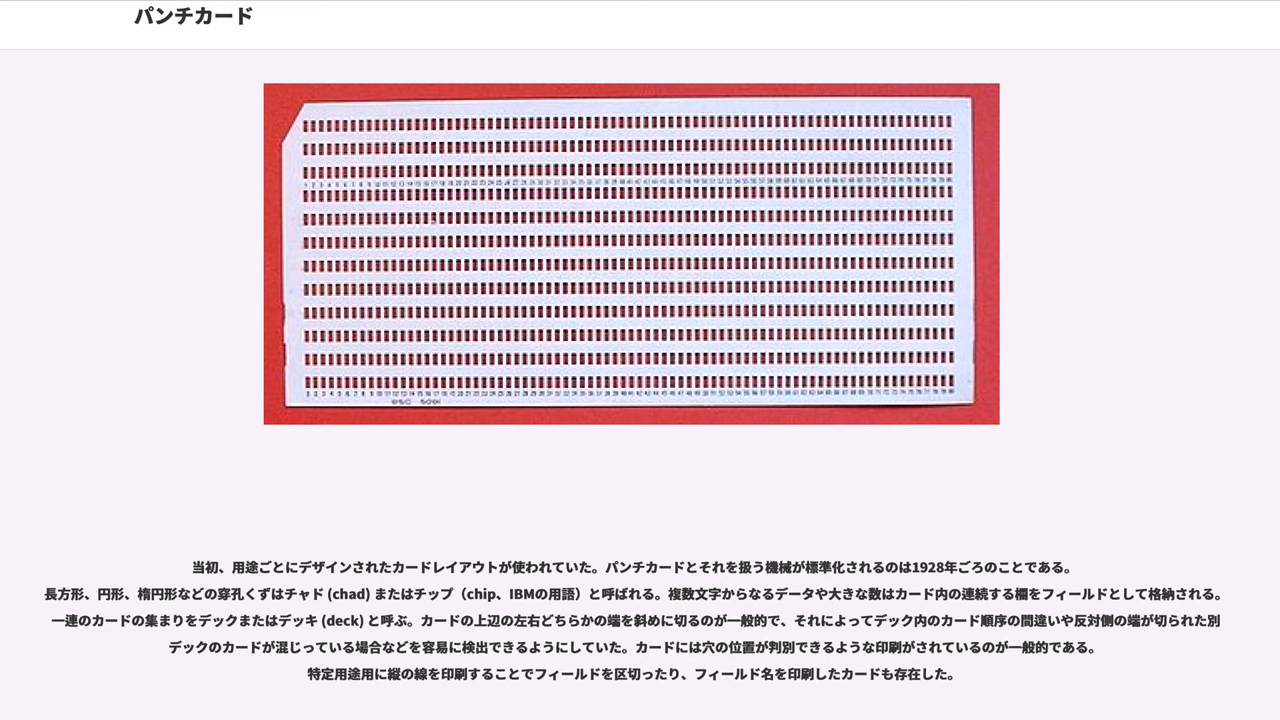 パンチカード
当初、用途ごとにデザインされたカードレイアウトが使われていた。パンチカードとそれを扱う機械が標準化されるのは1928年ごろのことである。
長方形、円形、楕円形などの穿孔くずはチャド (chad) またはチップ（chip、IBMの用語）と呼ばれる。複数文字からなるデータや大きな数はカード内の連続する欄をフィールドとして格納される。
一連のカードの集まりをデックまたはデッキ (deck) と呼ぶ。カードの上辺の左右どちらかの端を斜めに切るのが一般的で、それによってデック内のカード順序の間違いや反対側の端が切られた別
デックのカードが混じっている場合などを容易に検出できるようにしていた。カードには穴の位置が判別できるような印刷がされているのが一般的である。
特定用途用に縦の線を印刷することでフィールドを区切ったり、フィールド名を印刷したカードも存在した。